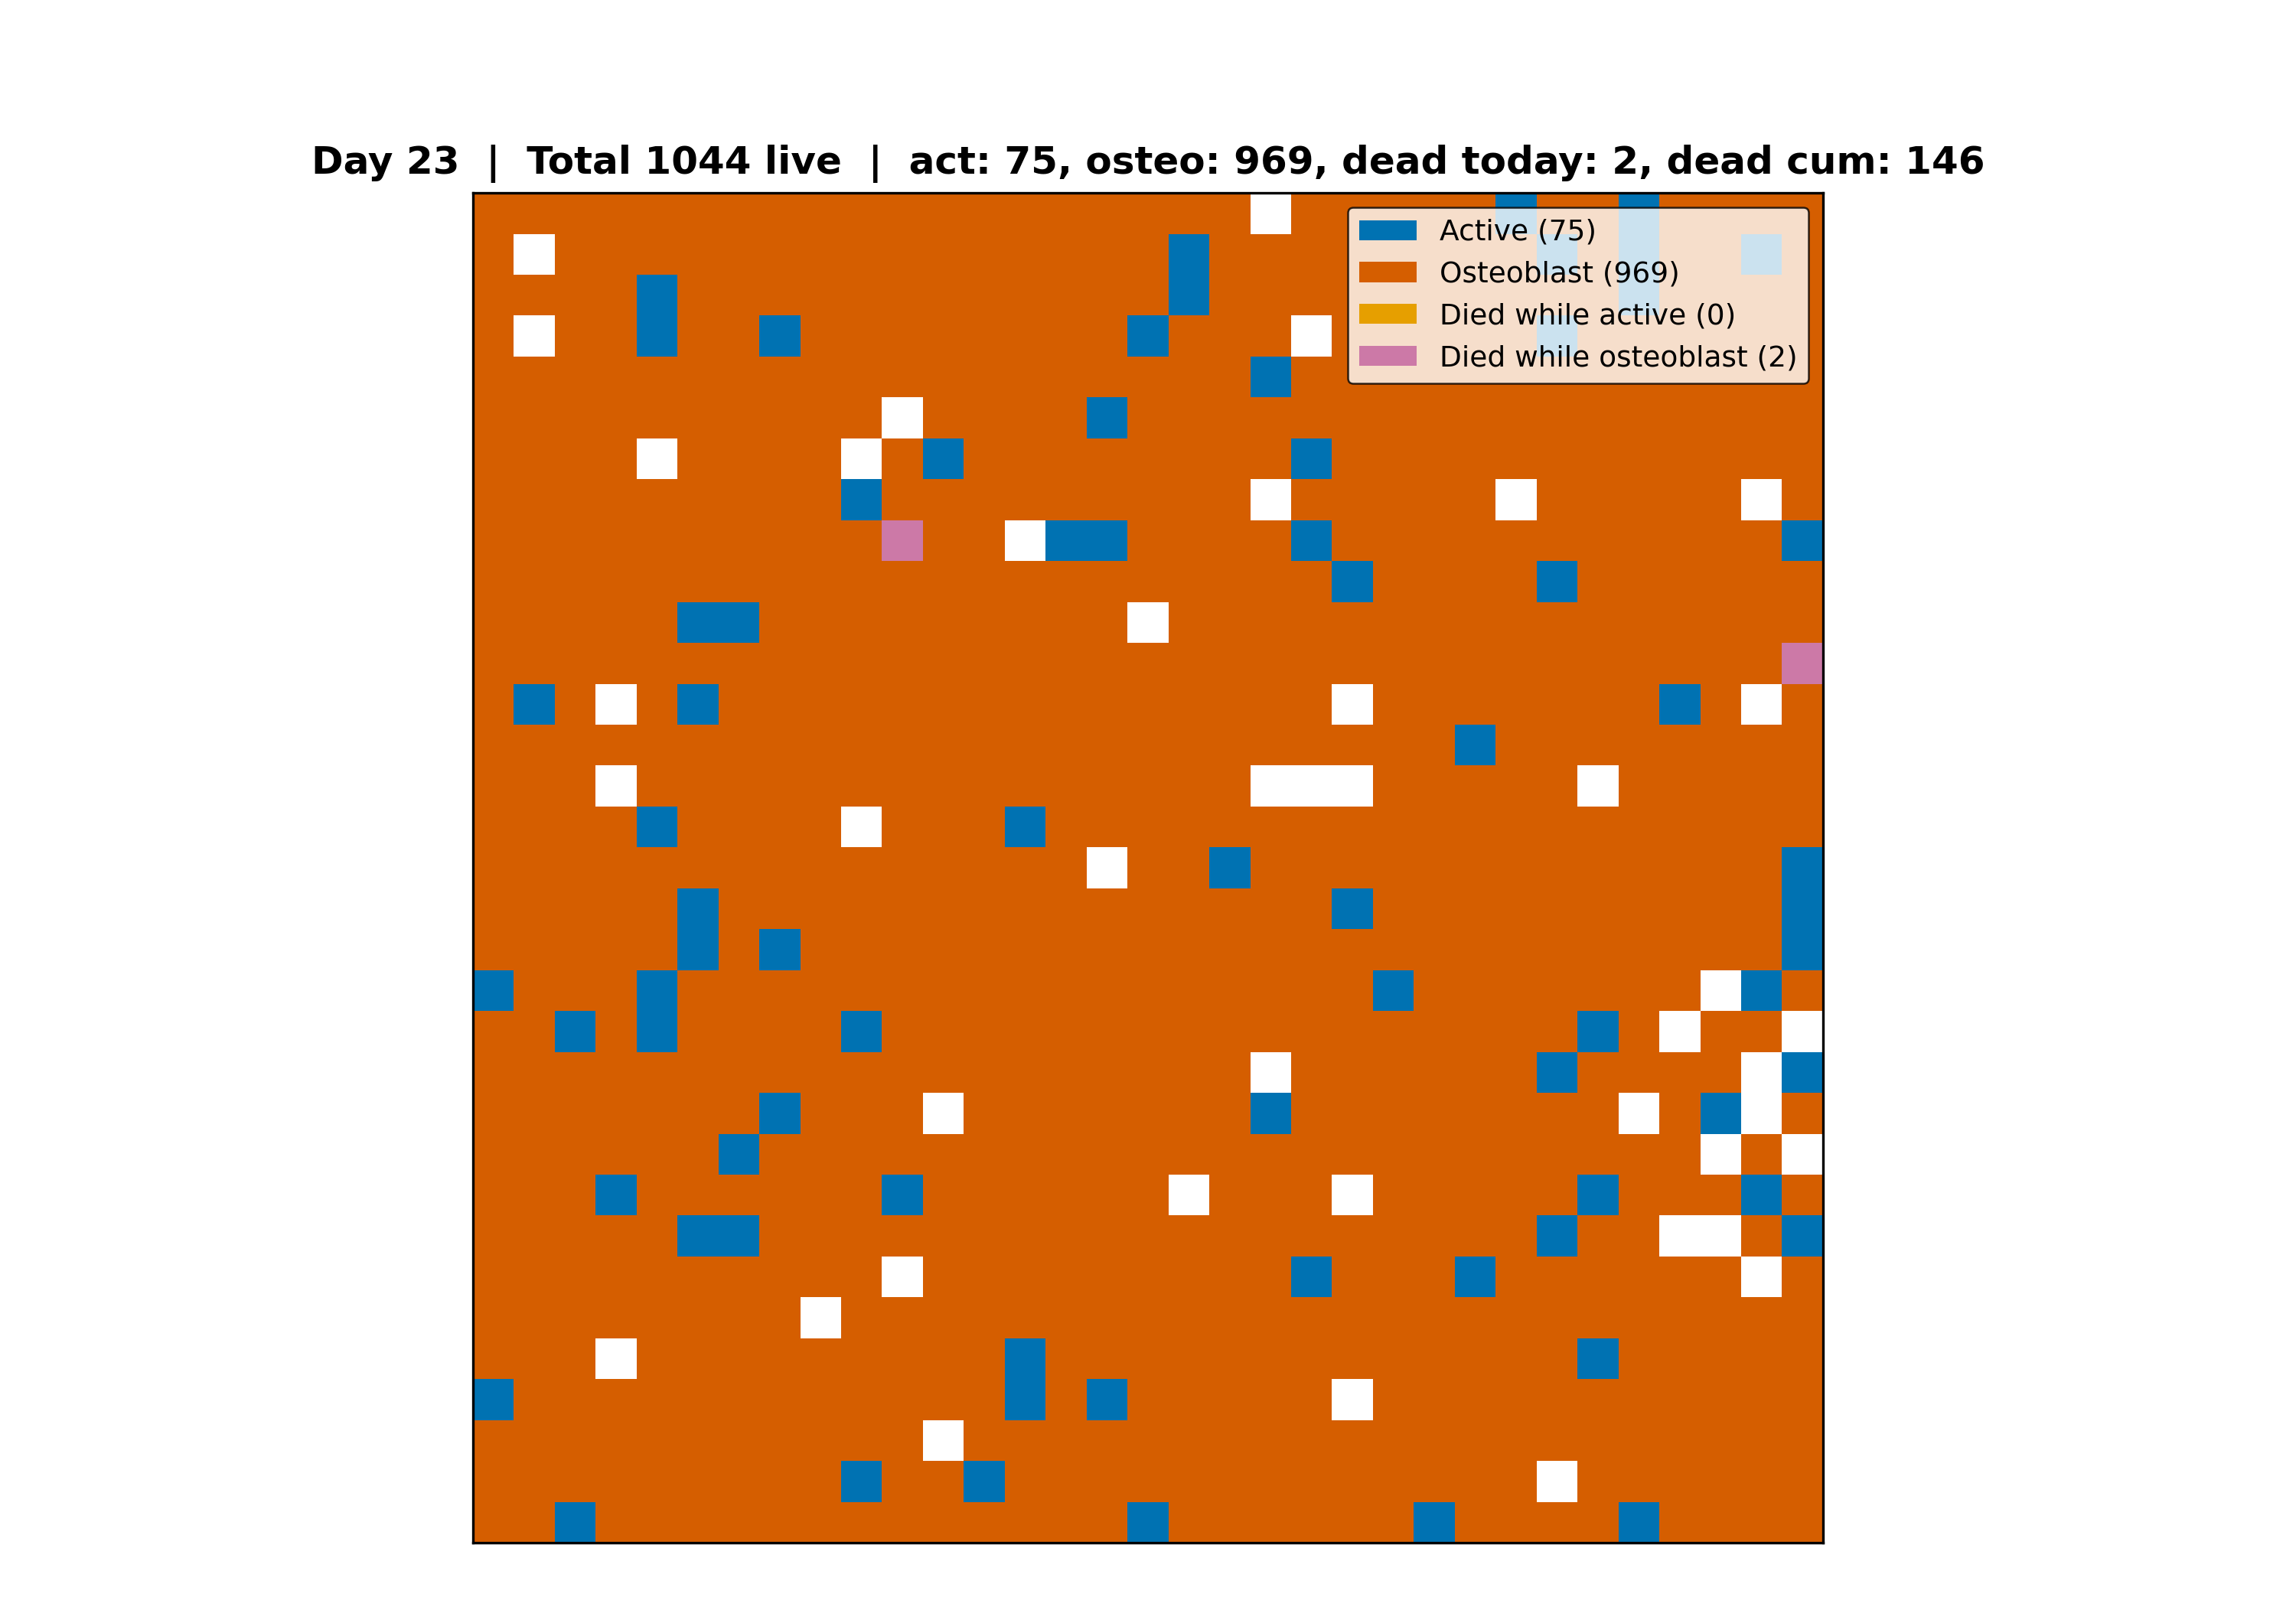 Day 23 | Total 1044 live | act: 75, osteo: 969, dead today: 2, dead cum: 146
Active (75)
Osteoblast (969)
Died while active (0)
Died while osteoblast (2)